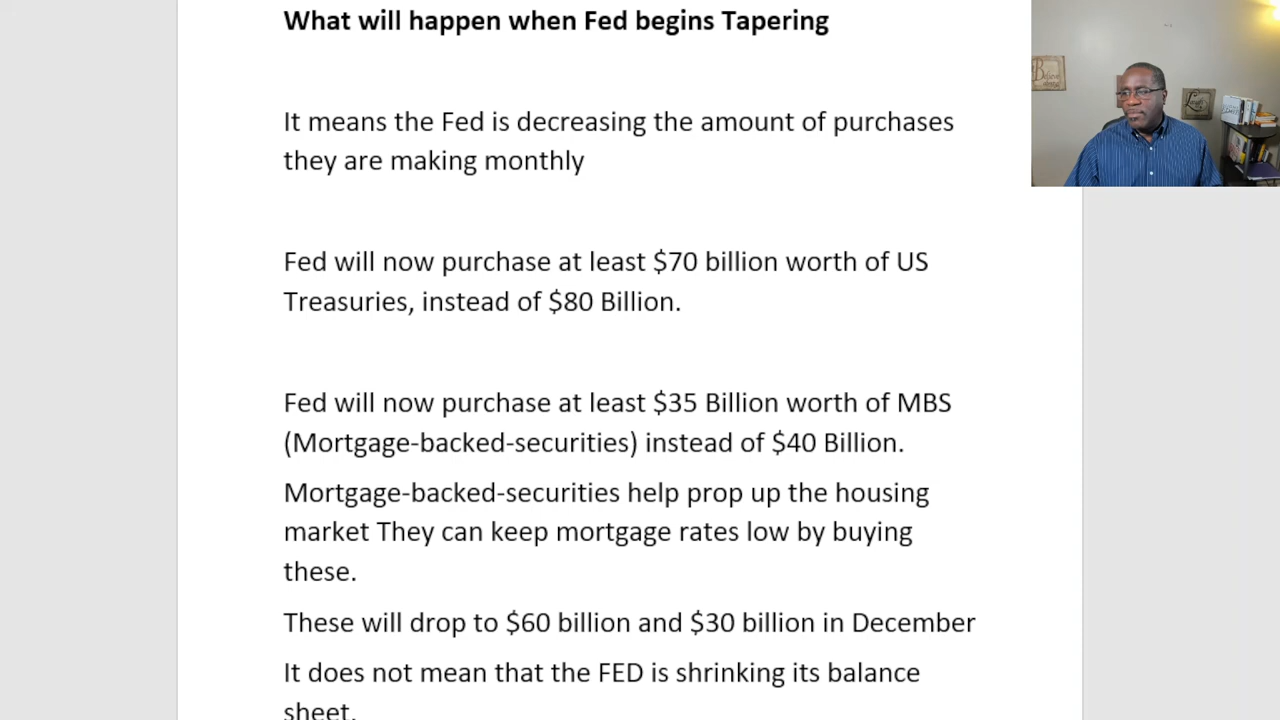 What will happen when Fed begins Tapering
It means the Fed is decreasing the amount of purchases
they are making monthly
Fed will now purchase at least $70 billion worth of US
Treasuries, instead of $80 Billion.
Fed will now purchase at least $35 Billion worth of MBS
(Mortgage-backed-securities) instead of $40 Billion.
Mortgage-backed-securities help prop up the housing
market They can keep mortgage rates low by buying
these.
These will drop to $60 billion and $30 billion in December
It does not mean that the FED is shrinking its balance
sheet.